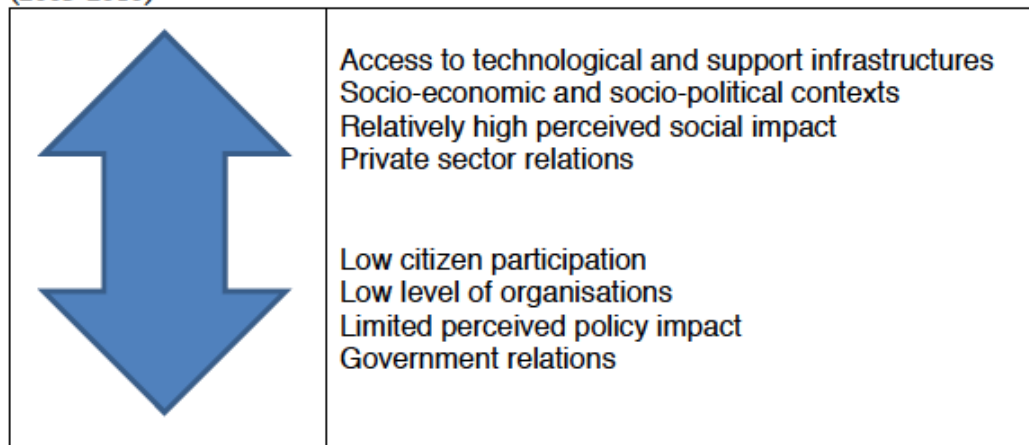 Access to technological and support infrastructures
Socio-economic and socio-political contexts
Relatively high perceived social impact
Private sector relations
Low citizen participation
Low level of organisations
Limited perceived policy impact
Government relations